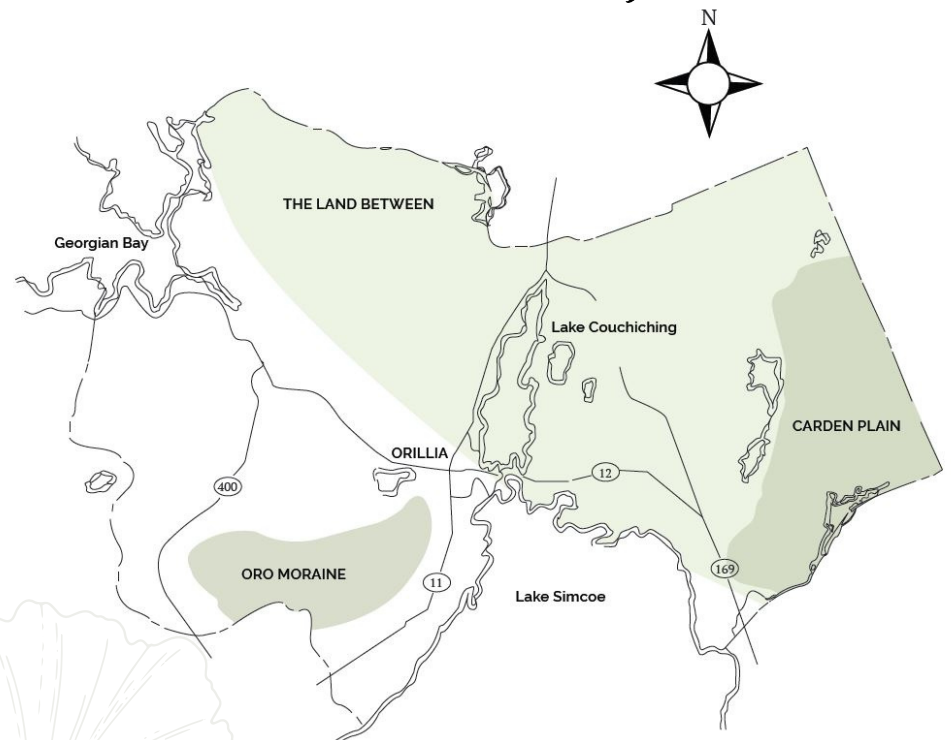 N
THE LAND BETWEEN
Georgian Bay
Lake Couchiching
CARDEN PLAIN
ORILLIA
12
400
169
ORO MORAINE
11
Lake Simcoe